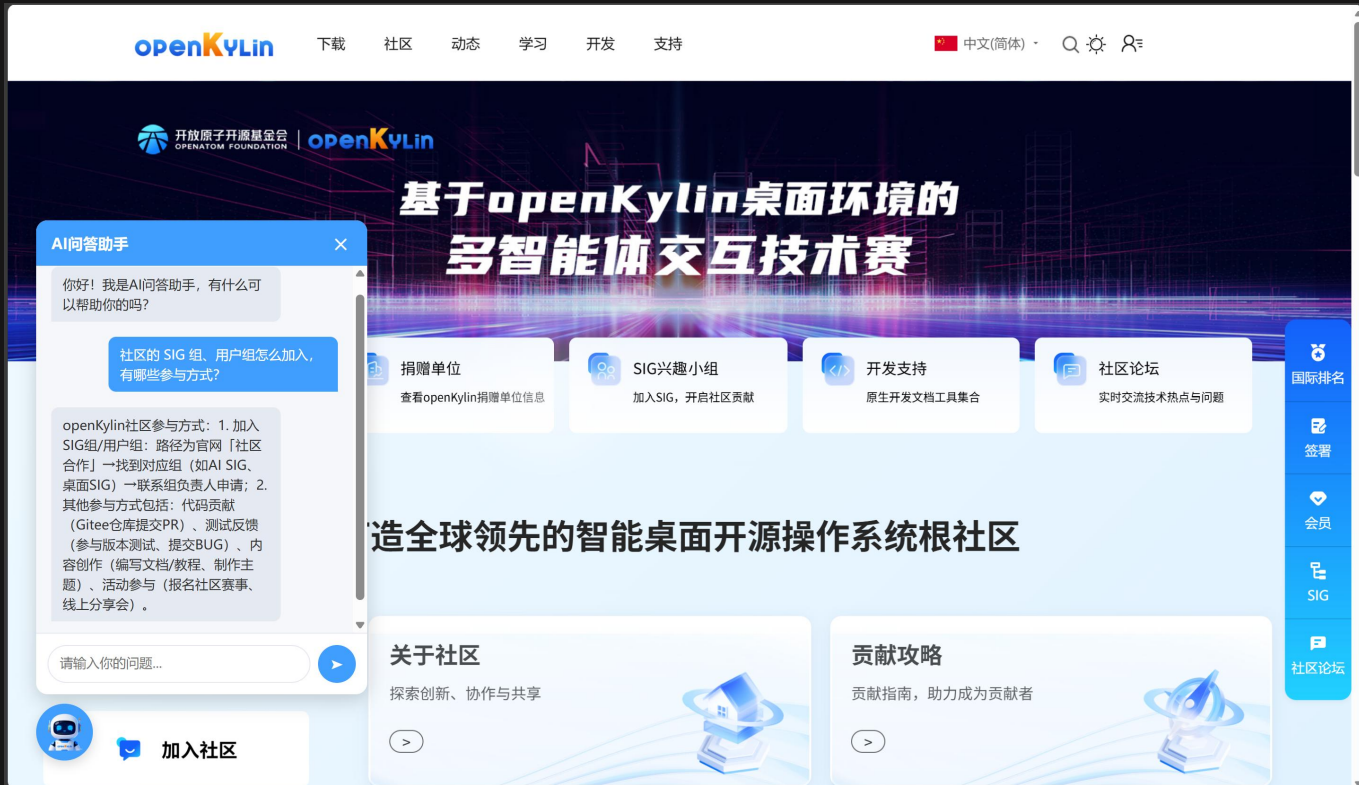 openKylin
下载
社区
动态
学习
开发
支持
中文(简体)
开放原子开源基金会
OPENATOM FOUNDATION
openKylin
基于openKylin桌面环境的
多智能体交互技术赛
AI问答助手
你好！我是AI问答助手，有什么可
以帮助你的吗？
社区的 SIG 组、用户组怎么加入，
有哪些参与方式？
openKylin社区参与方式：1. 加入
SIG组/用户组：路径为官网「社区
合作」→找到对应组（如AI SIG、
桌面SIG）→联系组负责人申请；2.
其他参与方式包括：代码贡献
（Gitee仓库提交PR）、测试反馈
（参与版本测试、提交BUG）、内
容创作（编写文档/教程、制作主
题）、活动参与（报名社区赛事、
线上分享会）。
请输入你的问题...
捐赠单位
查看openKylin捐赠单位信息
SIG兴趣小组
加入SIG，开启社区贡献
开发支持
原生开发文档工具集合
社区论坛
实时交流技术热点与问题
国际排名
签署
会员
SIG
社区论坛
造全球领先的智能桌面开源操作系统根社区
关于社区
探索创新、协作与共享
>
贡献攻略
贡献指南，助力成为贡献者
>
加入社区